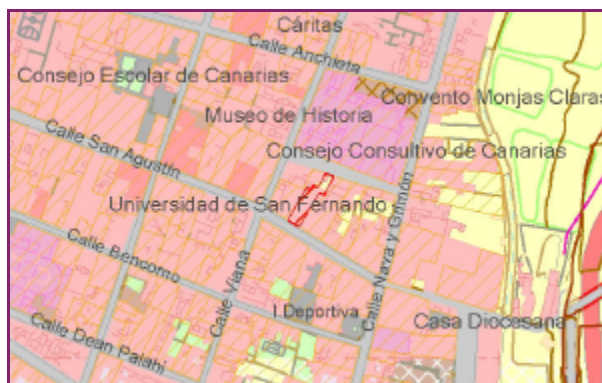 Cáritas
Calle Anchieta
Consejo Escolar de Canarias
Convento Monjas Claras
Museo de Historia
Calle San Agustín
Consejo Consultivo de Canarias
Universidad de San Fernando
Calle Nava y Grimón
Calle Viana
Calle Bencomo
I.Deportiva
Casa Diocesana
Calle Dean Palahi